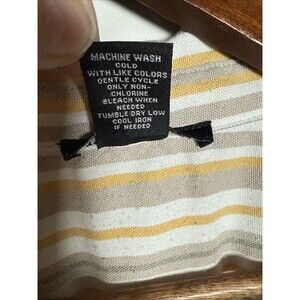 MACHINE WASH
COLD
WITH LIKE COLORS
GENTLE CYCLE
ONLY NON-
CHLORINE
BLEACH WHEN
NEEDED
TUMBLE DRY LOW
COOL IRON
IF NEEDED